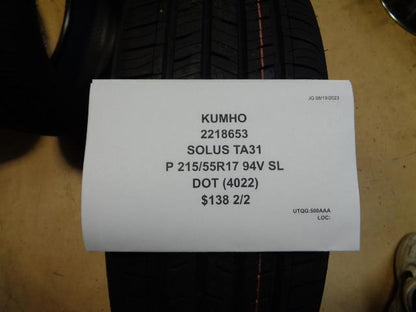 JG 08/19/2023
KUMHO
2218653
SOLUS TA31
P 215/55R17 94V SL
DOT (4022)
$138 2/2
UTQG:500AAA
LOC: